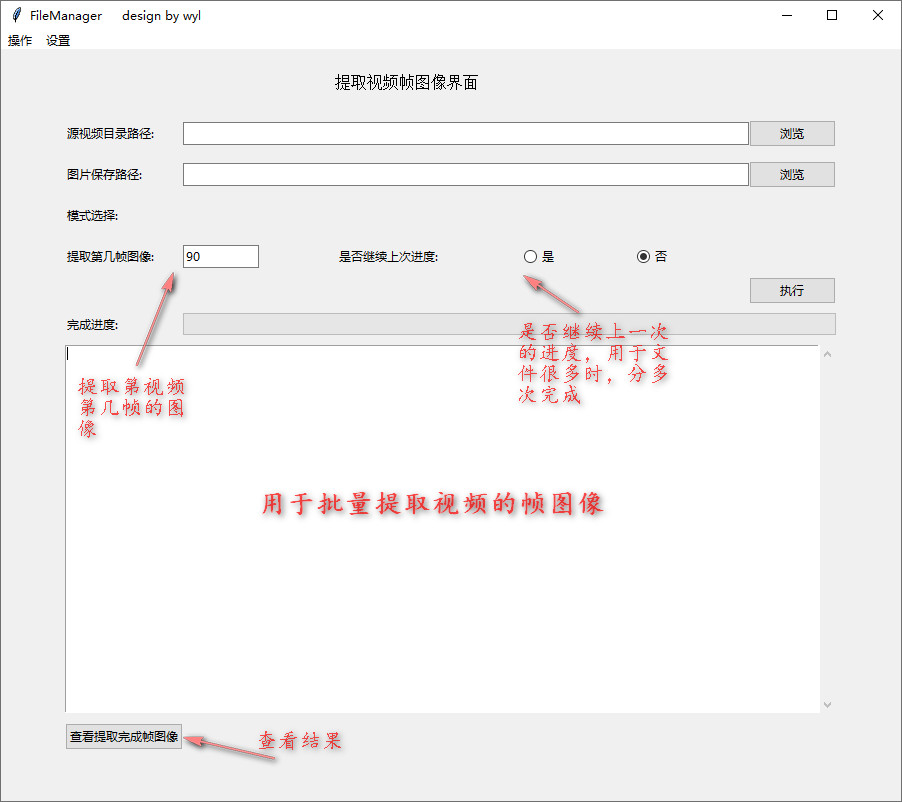 FileManager design by wyl
操作 设置
提取视频帧图像界面
源视频目录路径: 浏览
图片保存路径: 浏览
模式选择:
提取第几帧图像: 90 是否继续上次进度: 是 否
执行
完成进度:
是否继续上一次
的进度，用于文
件很多时，分多
次完成
提取第视频
第几帧的图
像
用于批量提取视频的帧图像
查看提取完成帧图像 查看结果